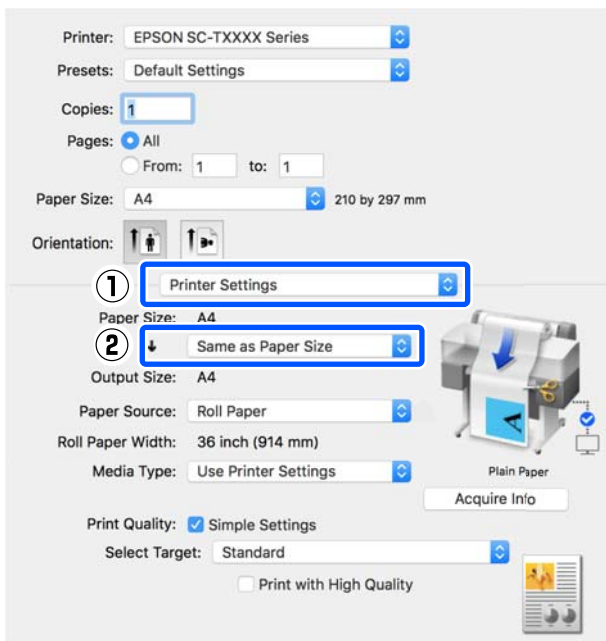 Printer: EPSON SC-TXXXX Series
Presets: Default Settings
Copies: 1
Pages: All
From: 1 to: 1
Paper Size: A4 210 by 297 mm
Orientation:
① Printer Settings
Paper Size: A4
② Same as Paper Size
Output Size: A4
Paper Source: Roll Paper
Roll Paper Width: 36 inch (914 mm)
Media Type: Use Printer Settings
A
Plain Paper
Acquire Info
Print Quality: Simple Settings
Select Target: Standard
Print with High Quality